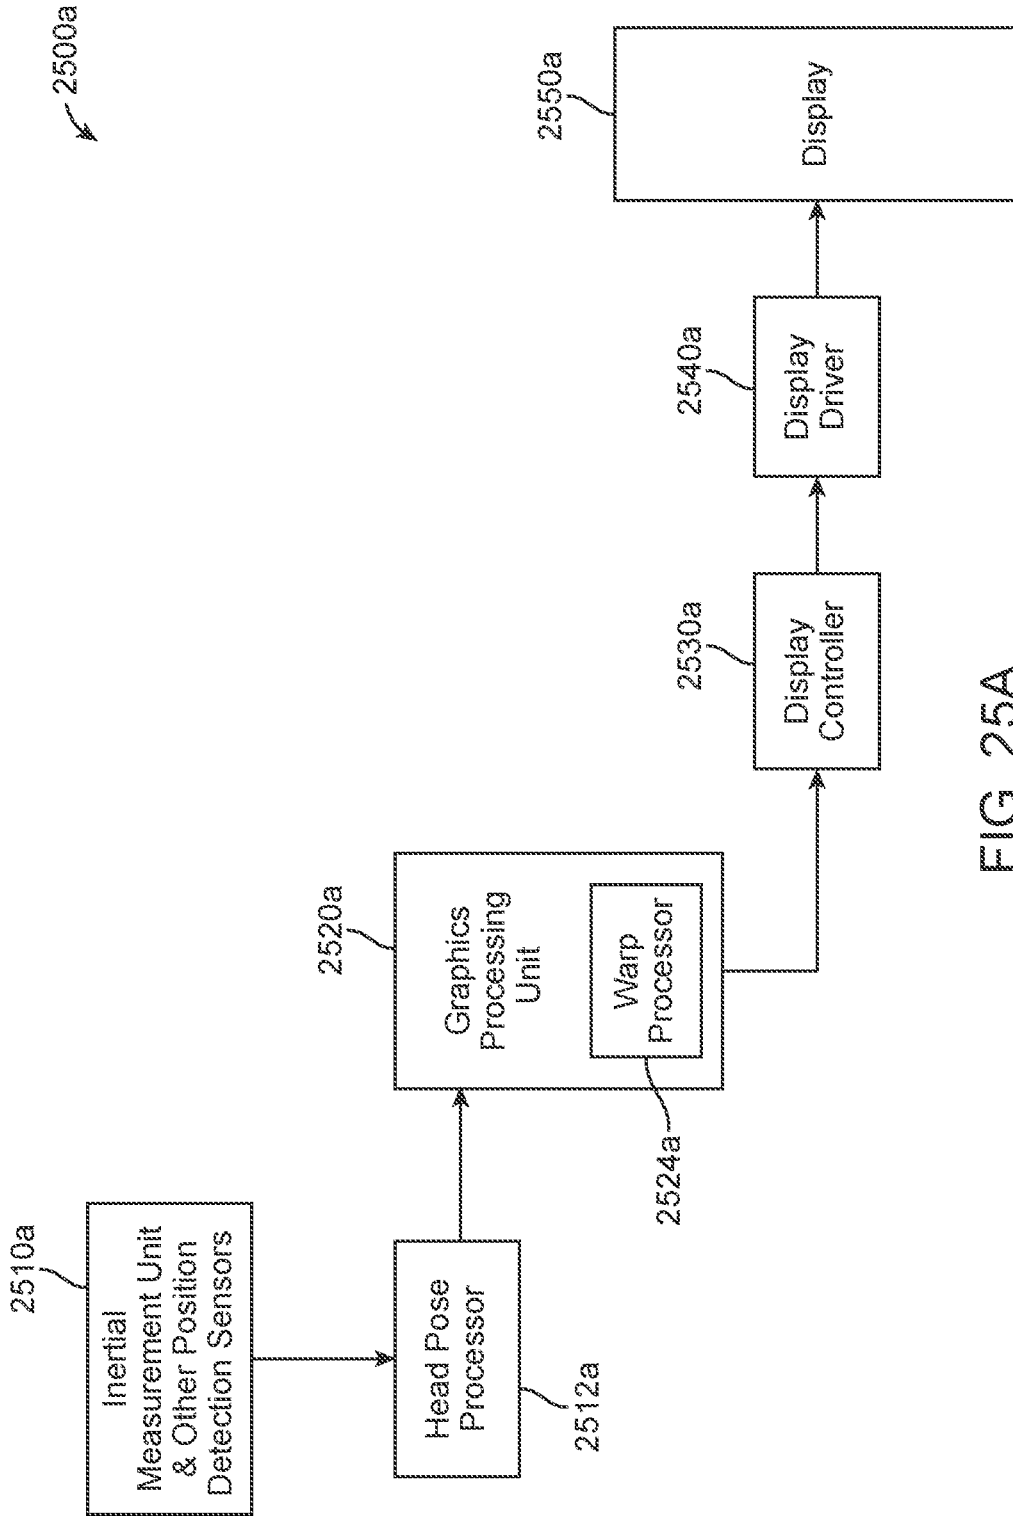 2500a
2510a
Inertial
Measurement Unit
& Other Position
Detection Sensors
Head Pose
Processor
2512a
2520a
Graphics
Processing
Unit
Warp
Processor
2524a
2530a
Display
Controller
2540a
Display
Driver
2550a
Display
FIG. 25A